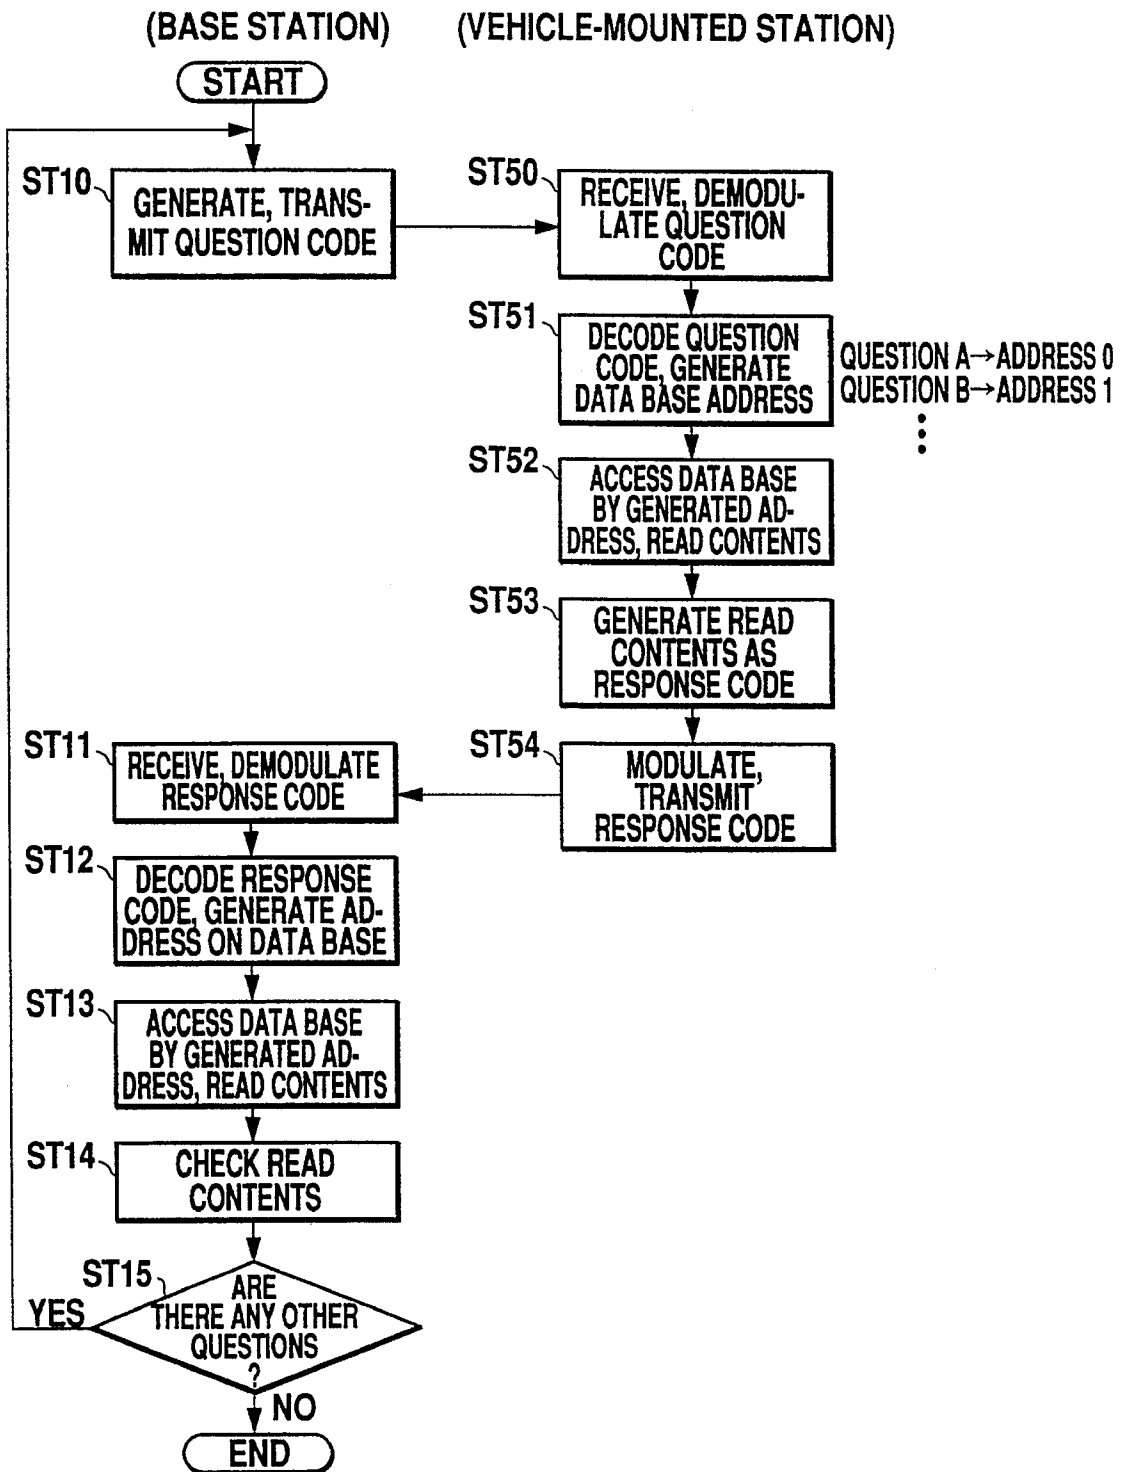 (BASE STATION)
(VEHICLE-MOUNTED STATION)
START
ST10
GENERATE, TRANS-
MIT QUESTION CODE
ST50
RECEIVE, DEMODU-
LATE QUESTION
CODE
ST51
DECODE QUESTION
CODE, GENERATE
DATA BASE ADDRESS
QUESTION A→ADDRESS 0
QUESTION B→ADDRESS 1
ST52
ACCESS DATA BASE
BY GENERATED AD-
DRESS, READ CONTENTS
ST53
GENERATE READ
CONTENTS AS
RESPONSE CODE
ST54
MODULATE,
TRANSMIT
RESPONSE CODE
ST11
RECEIVE, DEMODULATE
RESPONSE CODE
ST12
DECODE RESPONSE
CODE, GENERATE AD-
DRESS ON DATA BASE
ST13
ACCESS DATA BASE
BY GENERATED AD-
DRESS, READ CONTENTS
ST14
CHECK READ
CONTENTS
ST15
ARE
THERE ANY OTHER
QUESTIONS
?
YES
NO
END